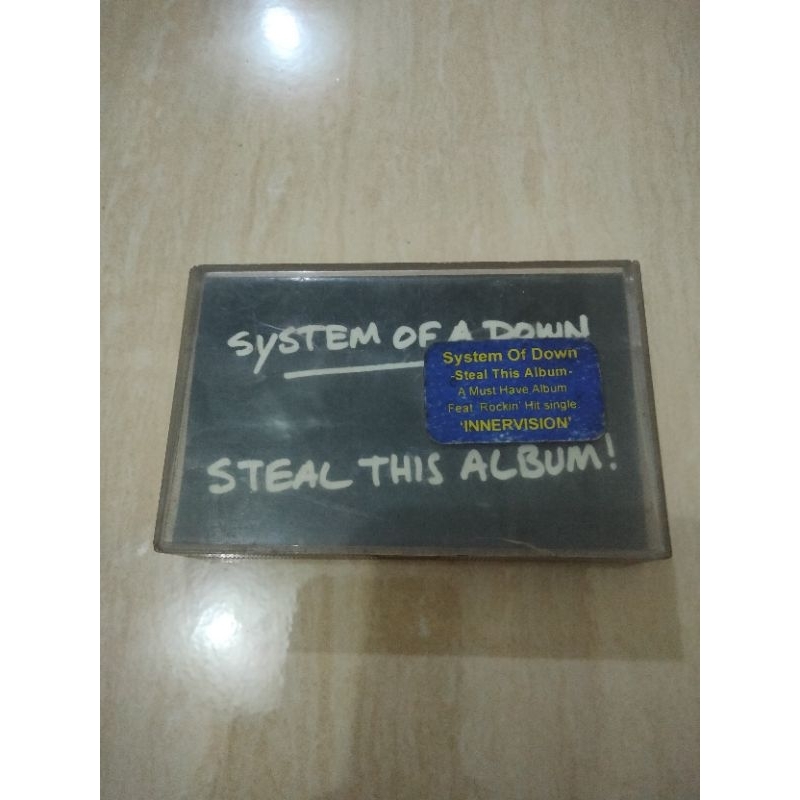 SYSTEM OF A DOWN
System Of Down
-Steal This Album-
A Must Have Album
Feat. Rockin' Hit single.
'INNERVISION'
STEAL THIS ALBUM!